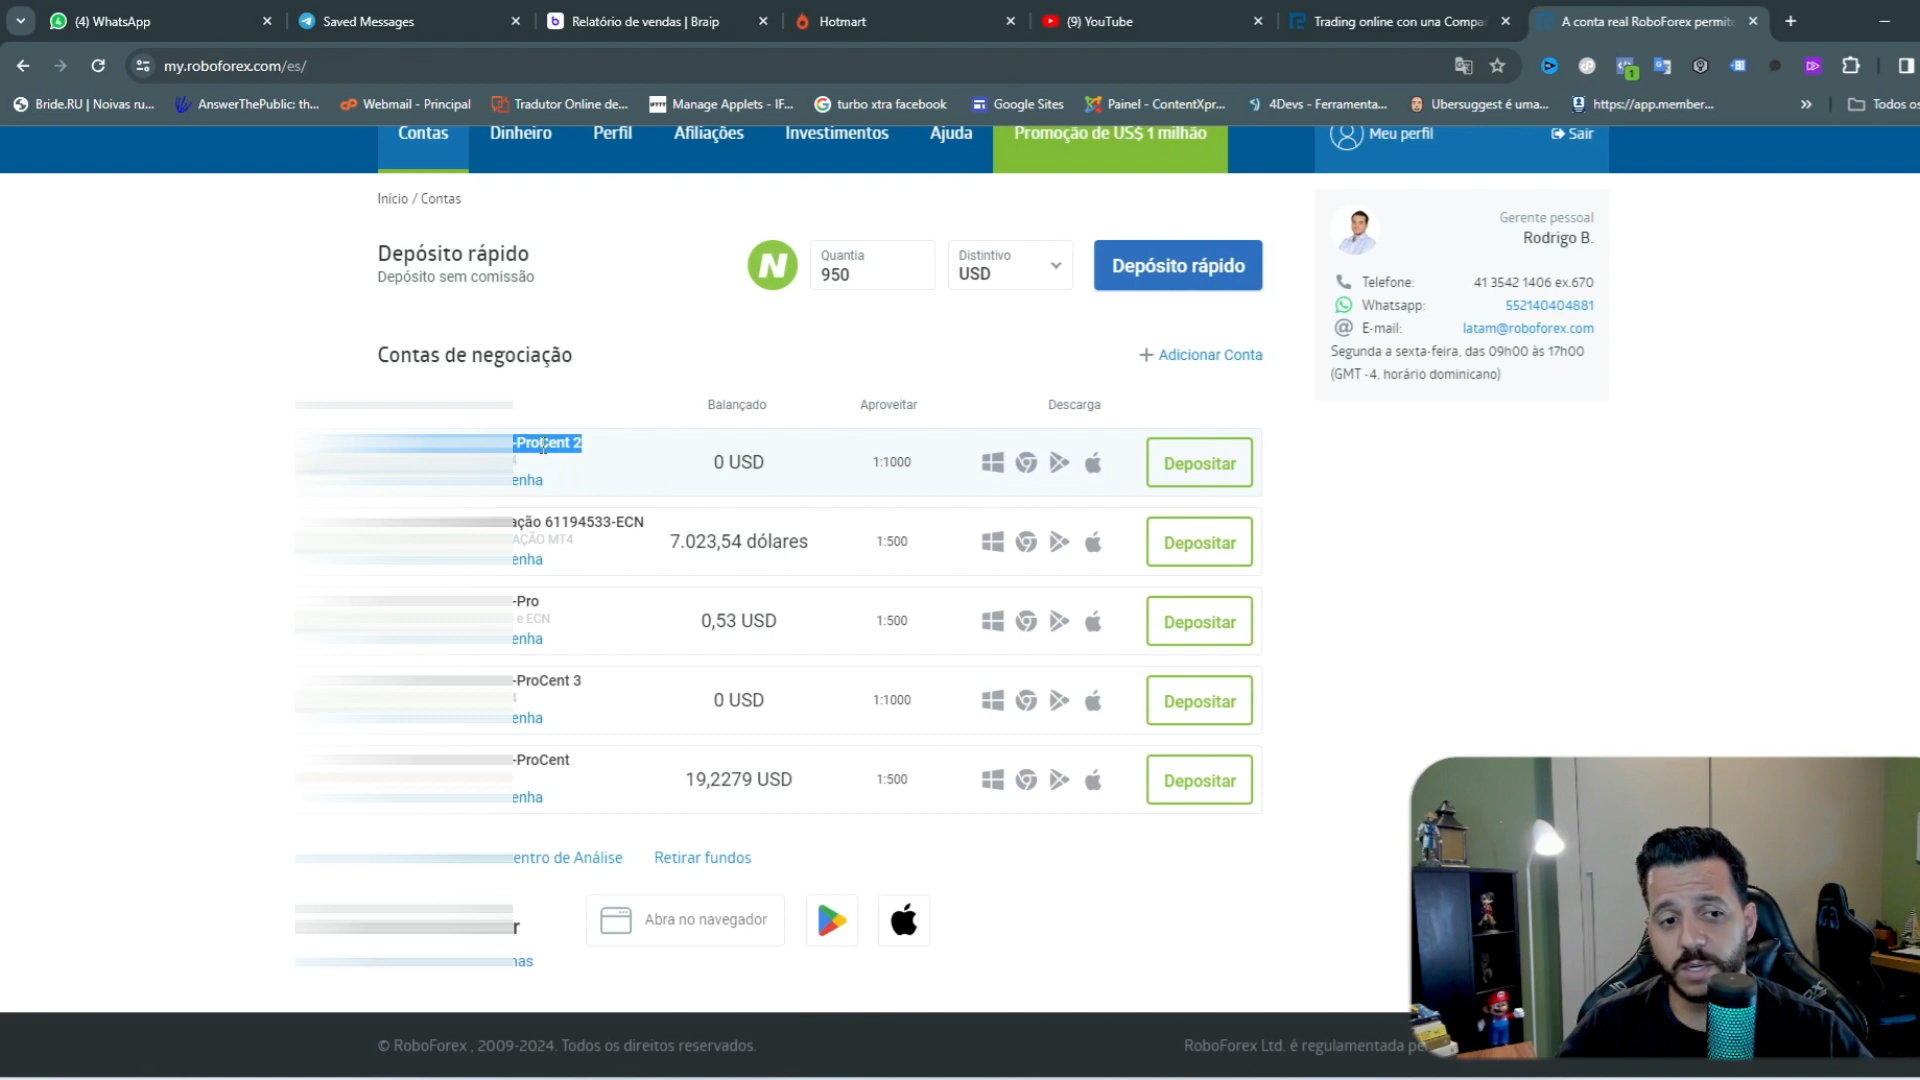 (4) WhatsApp
Saved Messages
Relatório de vendas | Braip
Hotmart
(9) YouTube
Trading online con una Compa
A conta real RoboForex permite
my.roboforex.com/es/
Bride.RU | Noivas ru...
AnswerThePublic: th...
Webmail - Principal
Tradutor Online de...
Manage Applets - IF...
turbo xtra facebook
Google Sites
Painel - ContentXpr...
4Devs - Ferramenta...
Ubersuggest é uma...
https://app.member...
Todos os
Contas
Dinheiro
Perfil
Afiliações
Investimentos
Ajuda
Promoção de US$ 1 milhão
Meu perfil
Sair
Início / Contas
Depósito rápido
Depósito sem comissão
N
Quantia
950
Distintivo
USD
Depósito rápido
Gerente pessoal
Rodrigo B.
Telefone: 41 3542 1406 ex.670
Whatsapp: 552140404881
E-mail: latam@roboforex.com
Segunda a sexta-feira, das 09h00 às 17h00
(GMT -4, horário dominicano)
Contas de negociação
+ Adicionar Conta
Balançado
Aproveitar
Descarga
-ProCent 2
enha
0 USD
1:1000
Depositar
ação 61194533-ECN
AÇÃO MT4
enha
7.023,54 dólares
1:500
Depositar
-Pro
e ECN
enha
0,53 USD
1:500
Depositar
-ProCent 3
enha
0 USD
1:1000
Depositar
-ProCent
enha
19,2279 USD
1:500
Depositar
entro de Análise
Retirar fundos
r
Abra no navegador
nas
© RoboForex , 2009-2024. Todos os direitos reservados.
RoboForex Ltd. é regulamentada pe